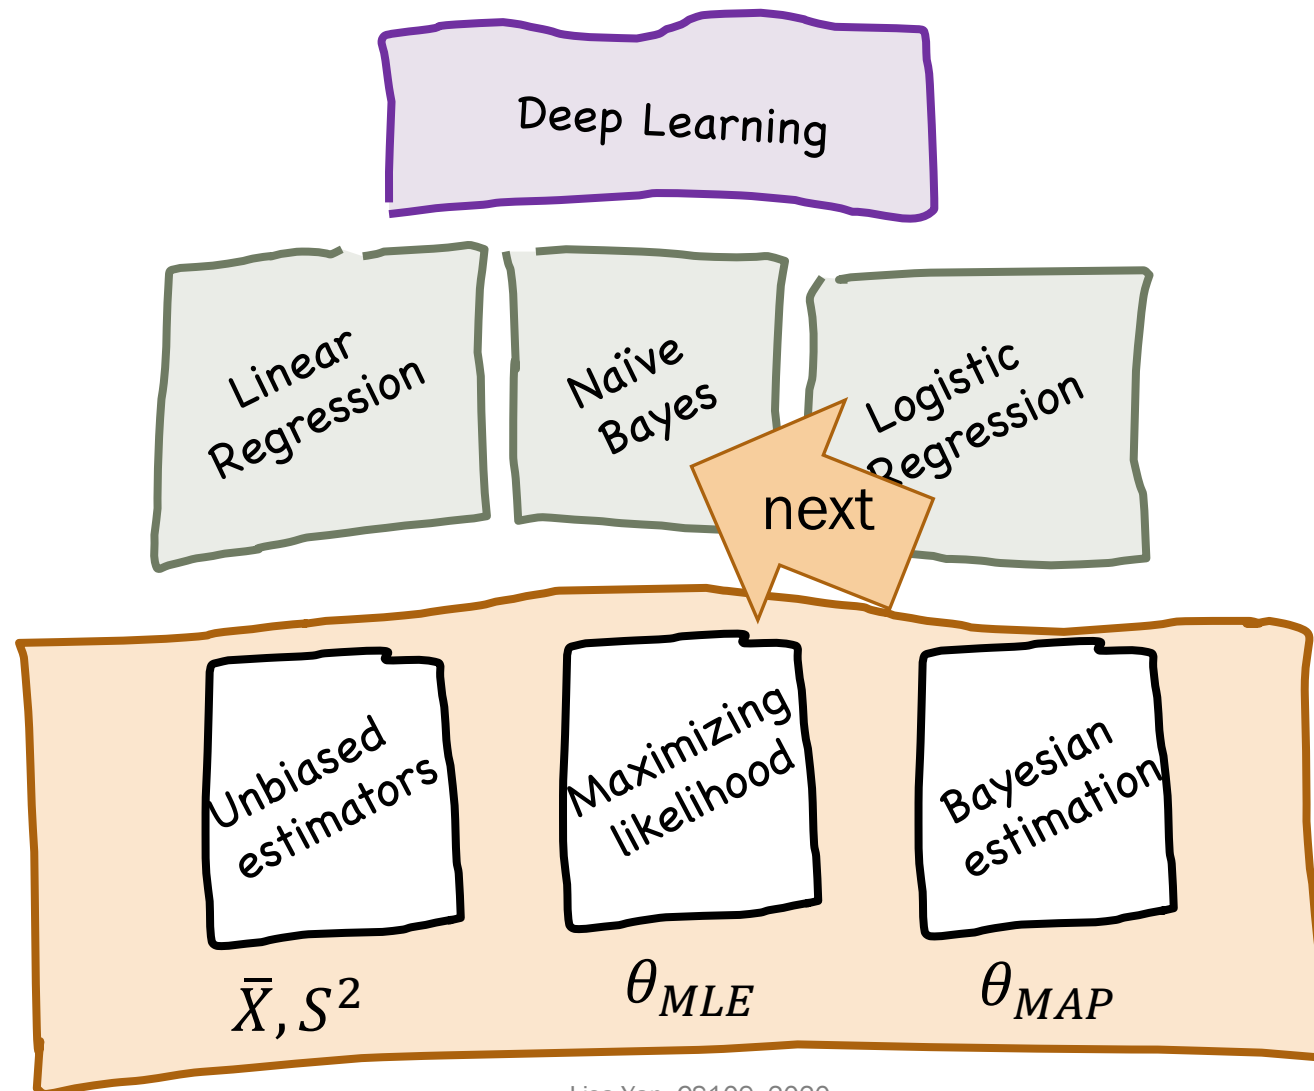 Deep Learning
Linear
Regression
Naïve
Bayes
Logistic
Regression
next
Unbiased
estimators
Maximizing
likelihood
Bayesian
estimation
X̄, S²
θ_MLE
θ_MAP